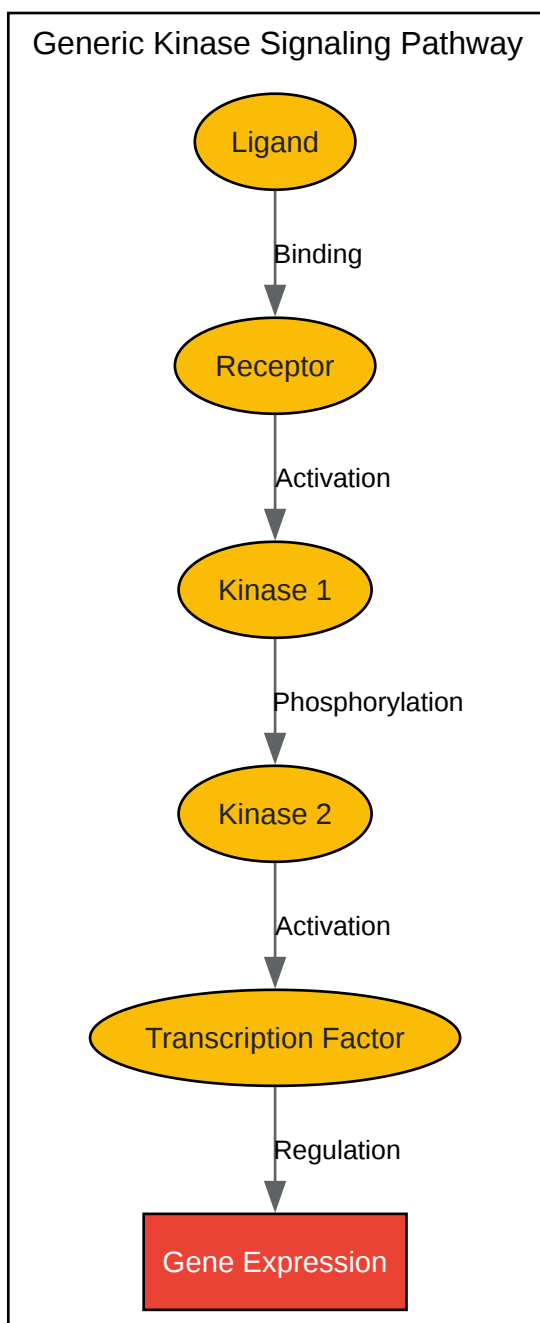 Generic Kinase Signaling Pathway
Ligand
Binding
Receptor
Activation
Kinase 1
Phosphorylation
Kinase 2
Activation
Transcription Factor
Regulation
Gene Expression